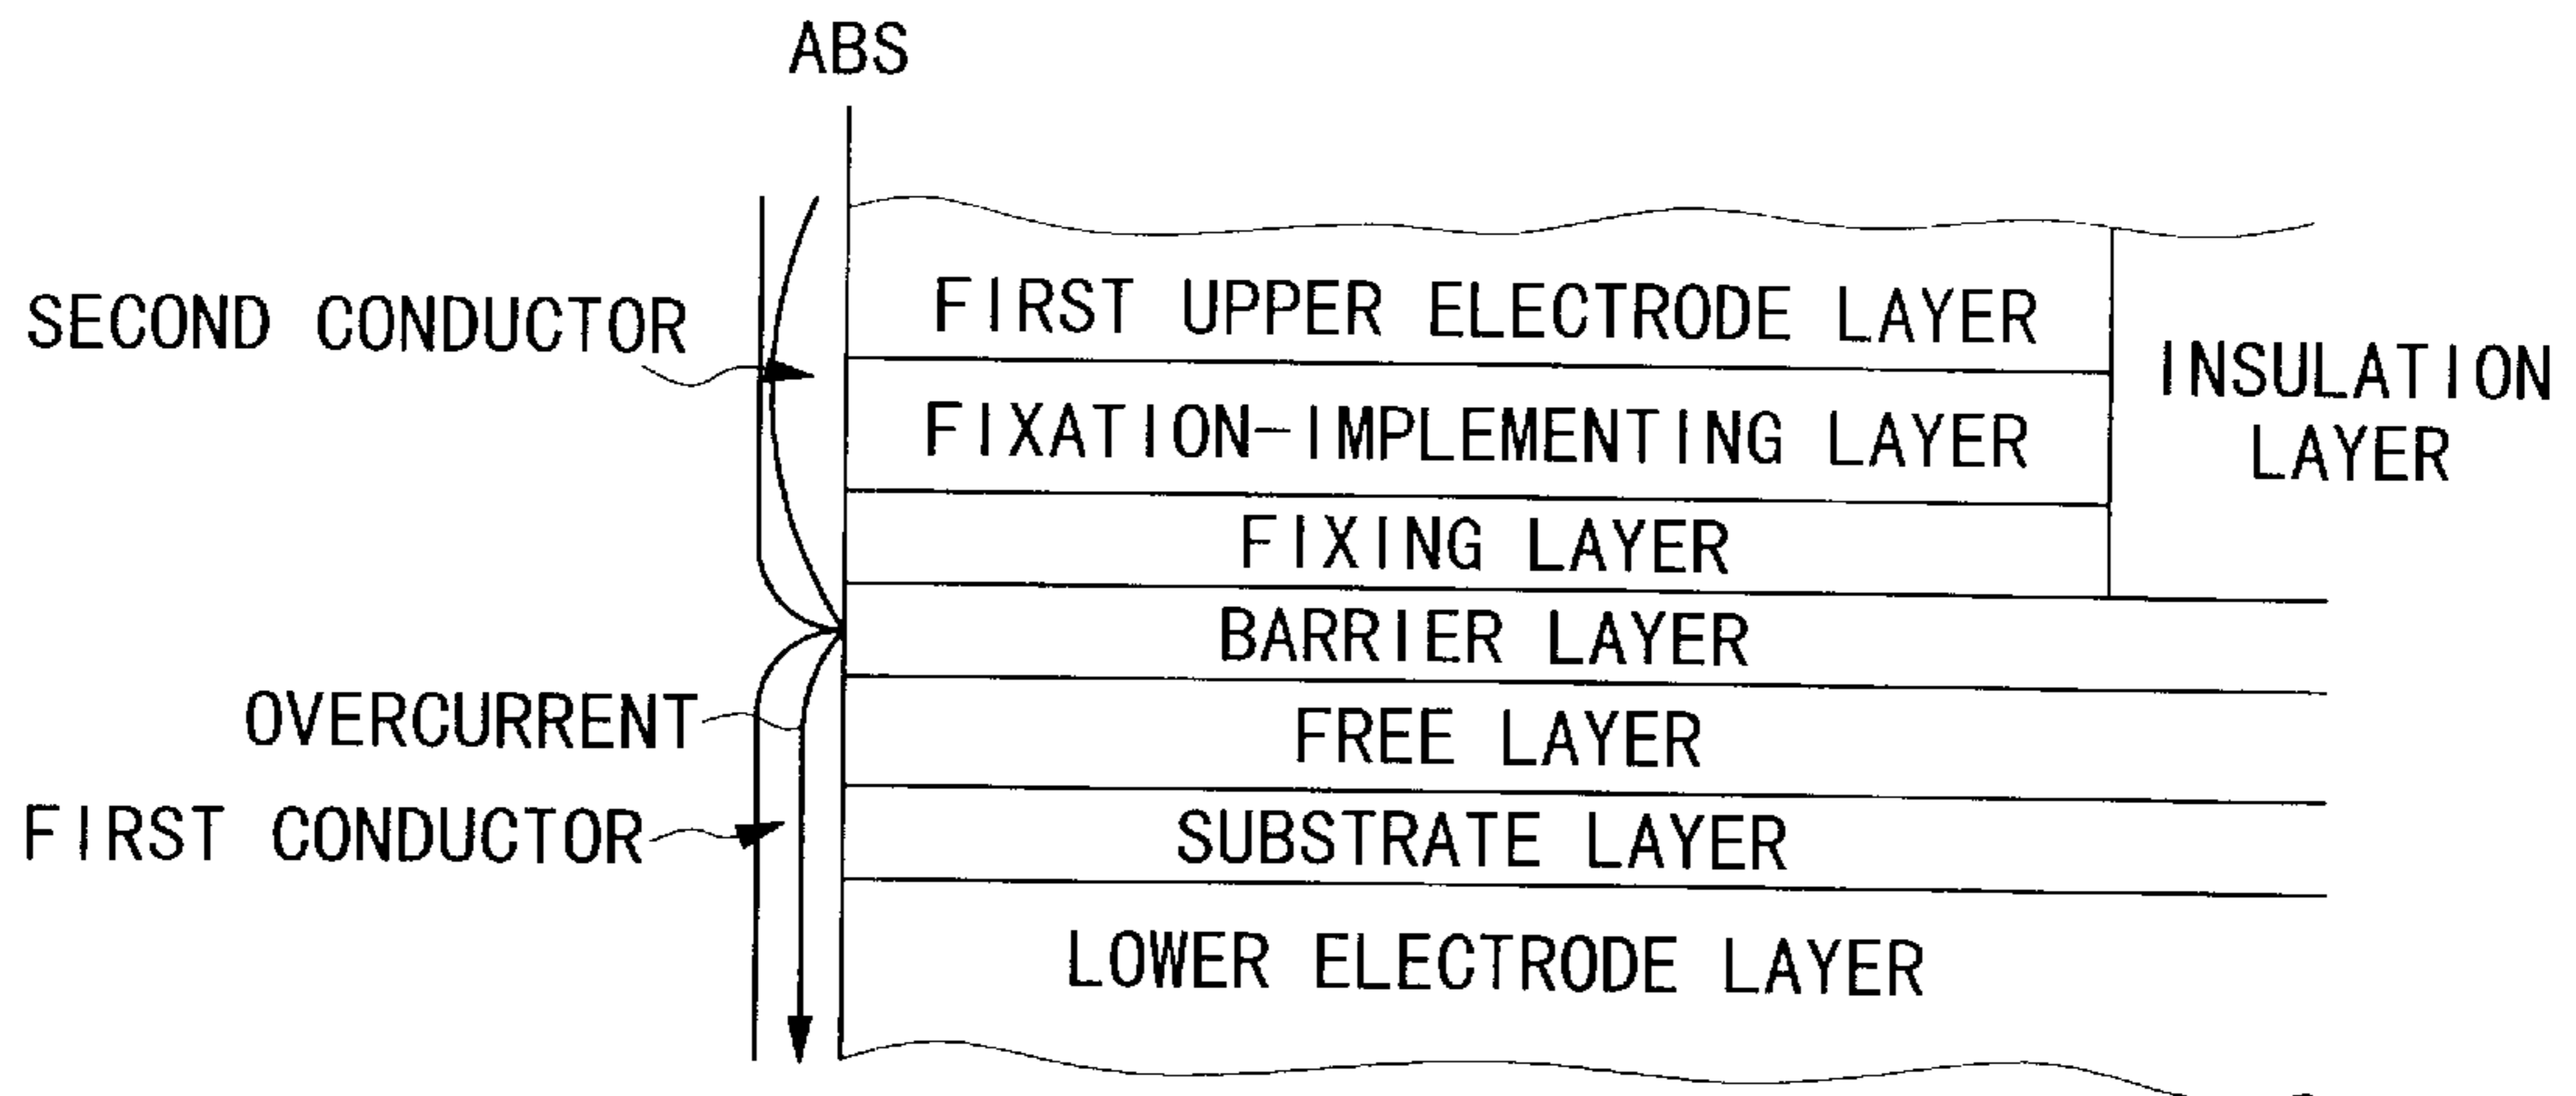 ABS
SECOND CONDUCTOR
FIRST UPPER ELECTRODE LAYER
INSULATION
LAYER
FIXATION-IMPLEMENTING LAYER
FIXING LAYER
BARRIER LAYER
OVERCURRENT
FREE LAYER
FIRST CONDUCTOR
SUBSTRATE LAYER
LOWER ELECTRODE LAYER